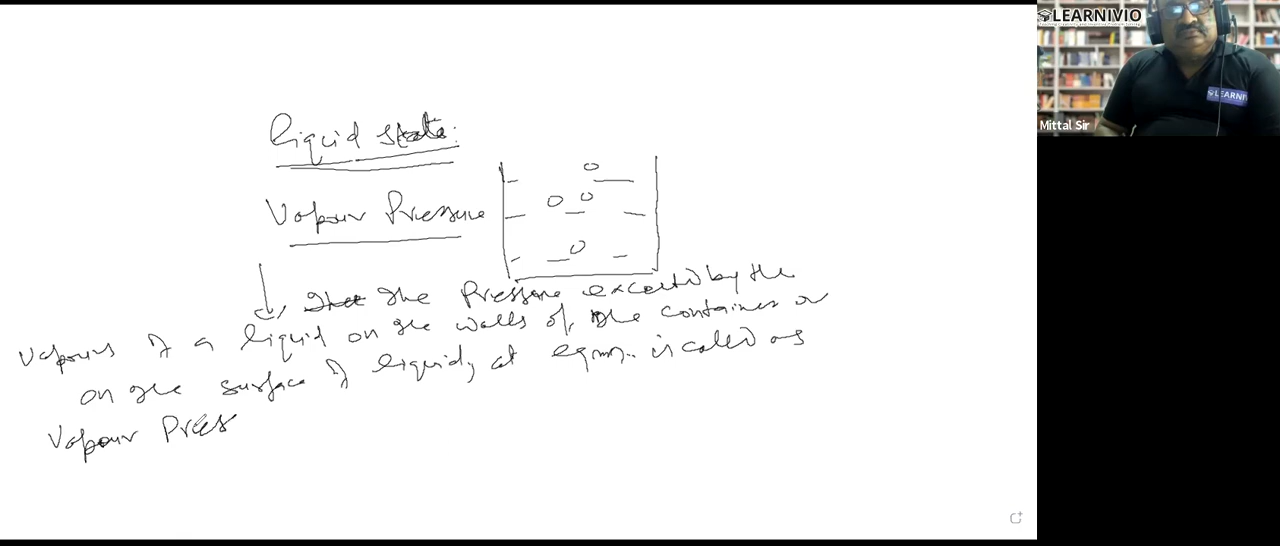 Liquid State:
Vapour Pressure
The Pressure exerted by the
Vapours of a liquid on the walls of the container or
on the surface of liquid, at eqm. is called as
Vapour Pres
LEARNIVIO
LEARNI
Mittal Sir